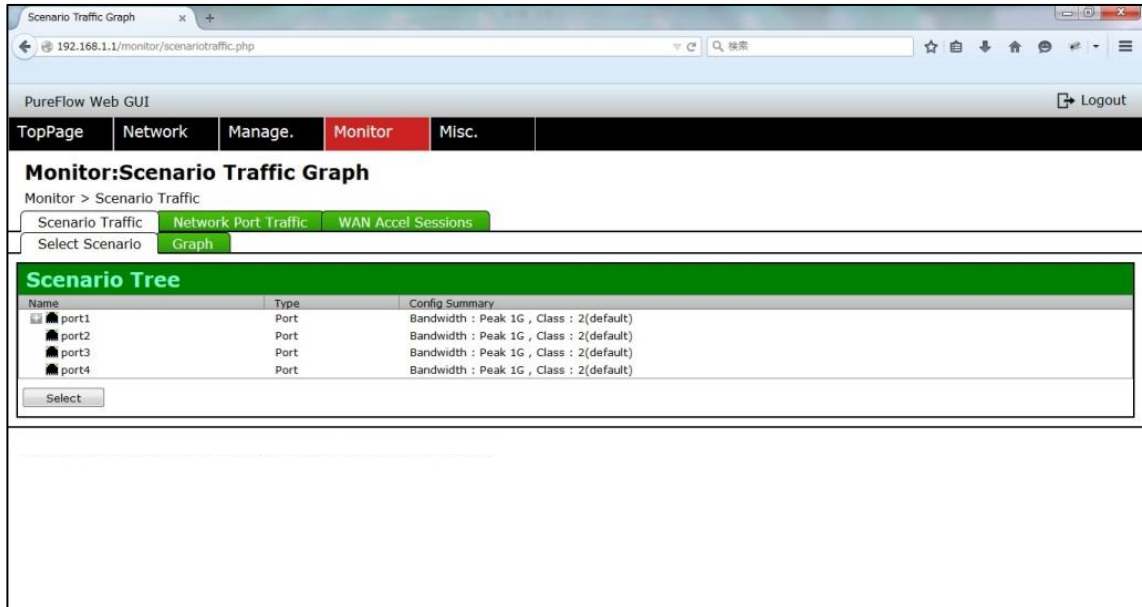 Scenario Traffic Graph
192.168.1.1/monitor/scenariotraffic.php 検索
PureFlow Web GUI Logout
TopPage Network Manage. Monitor Misc.
Monitor:Scenario Traffic Graph
Monitor > Scenario Traffic
Scenario Traffic Network Port Traffic WAN Accel Sessions
Select Scenario Graph
Scenario Tree
Name Type Config Summary
port1 Port Bandwidth : Peak 1G , Class : 2(default)
port2 Port Bandwidth : Peak 1G , Class : 2(default)
port3 Port Bandwidth : Peak 1G , Class : 2(default)
port4 Port Bandwidth : Peak 1G , Class : 2(default)
Select